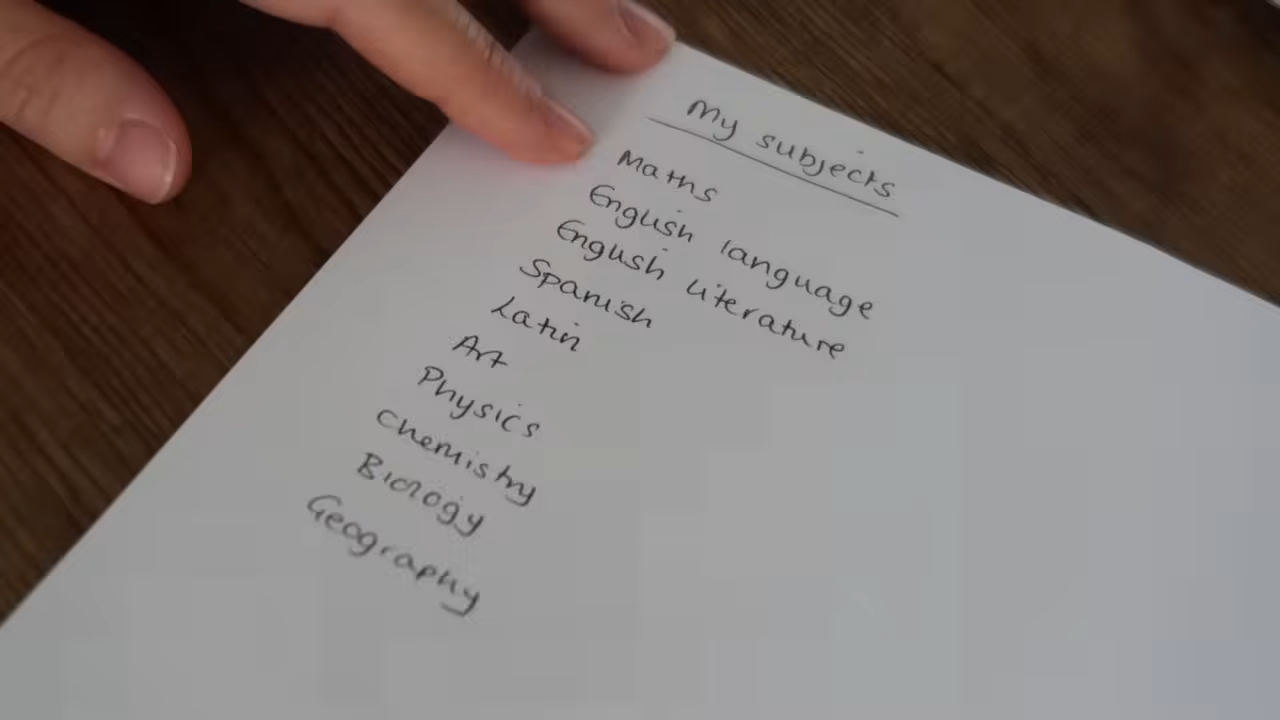 My subjects
Maths
English language
English Literature
Spanish
Latin
Art
Physics
Chemistry
Biology
Geography